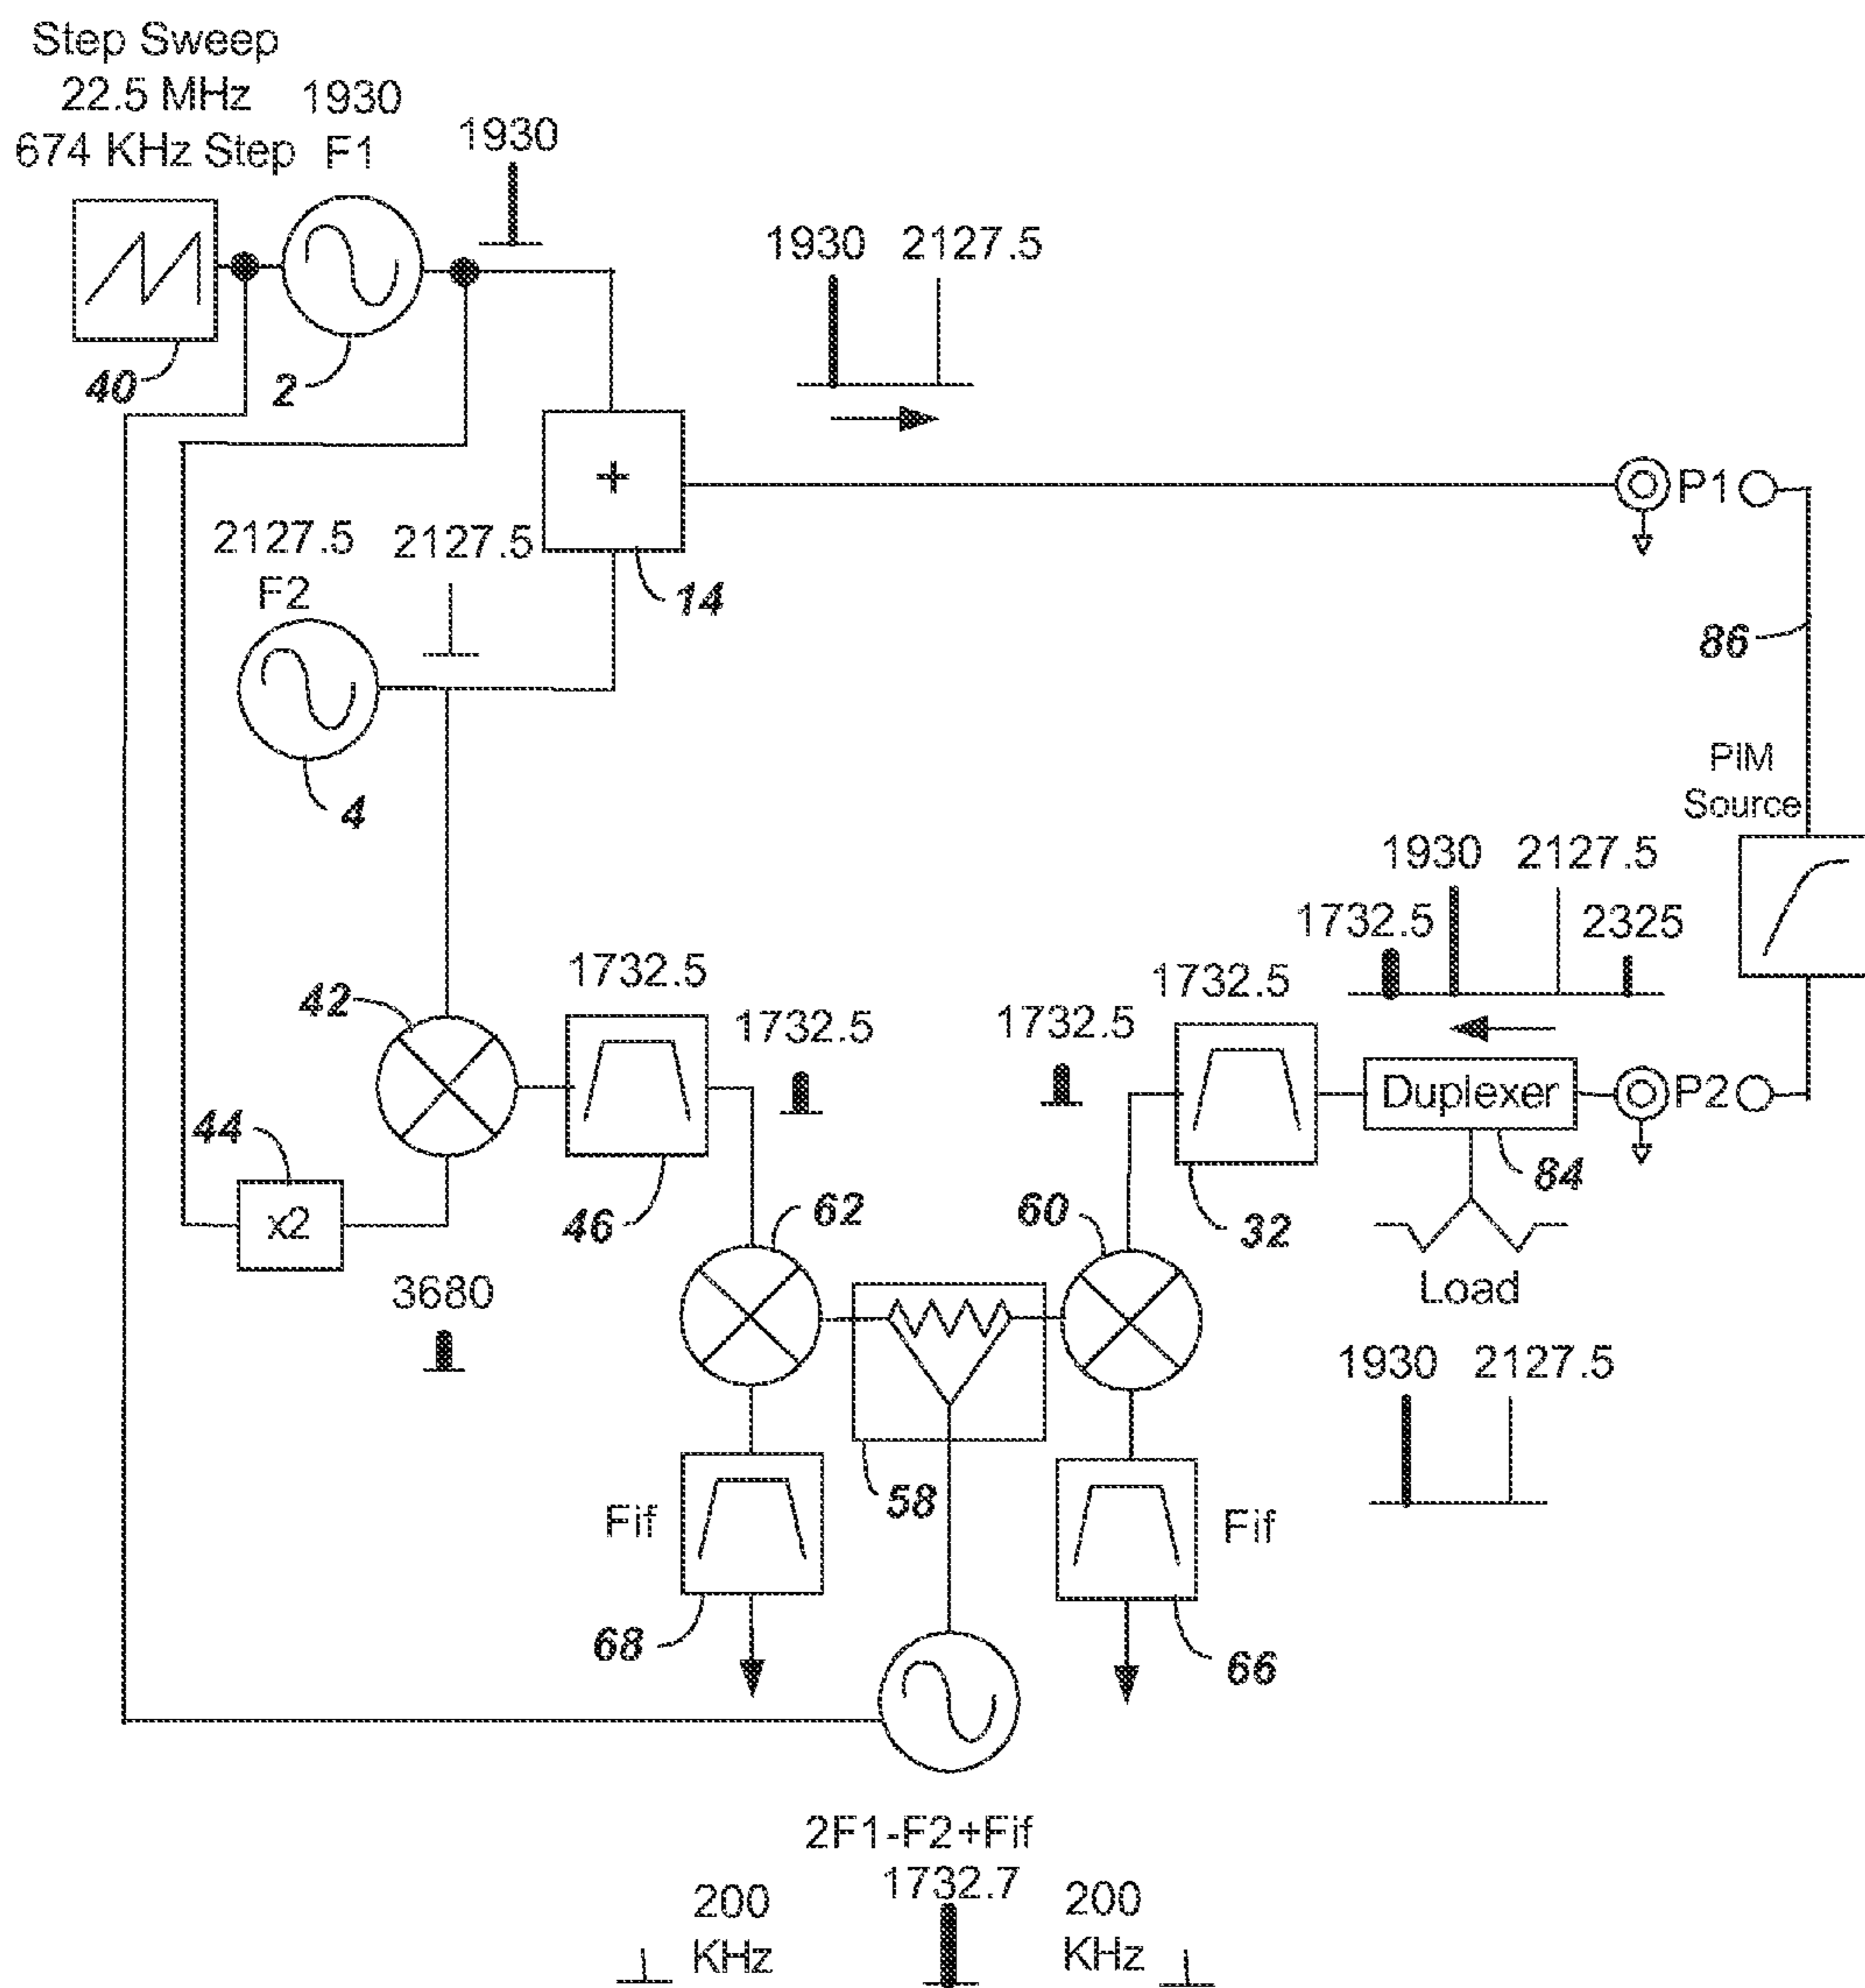 Step Sweep
22.5 MHz
674 KHz Step
1930
F1
1930
40
2
1930 2127.5
+
P1
2127.5
F2
2127.5
14
86
4
PIM
Source
1930 2127.5
1732.5
2325
1732.5
1732.5
42
1732.5
1732.5
Duplexer
P2
44
x2
46
62
60
32
84
Load
3680
1930 2127.5
58
Fif
Fif
68
66
2F1-F2+Fif
1732.7
200
KHz
200
KHz